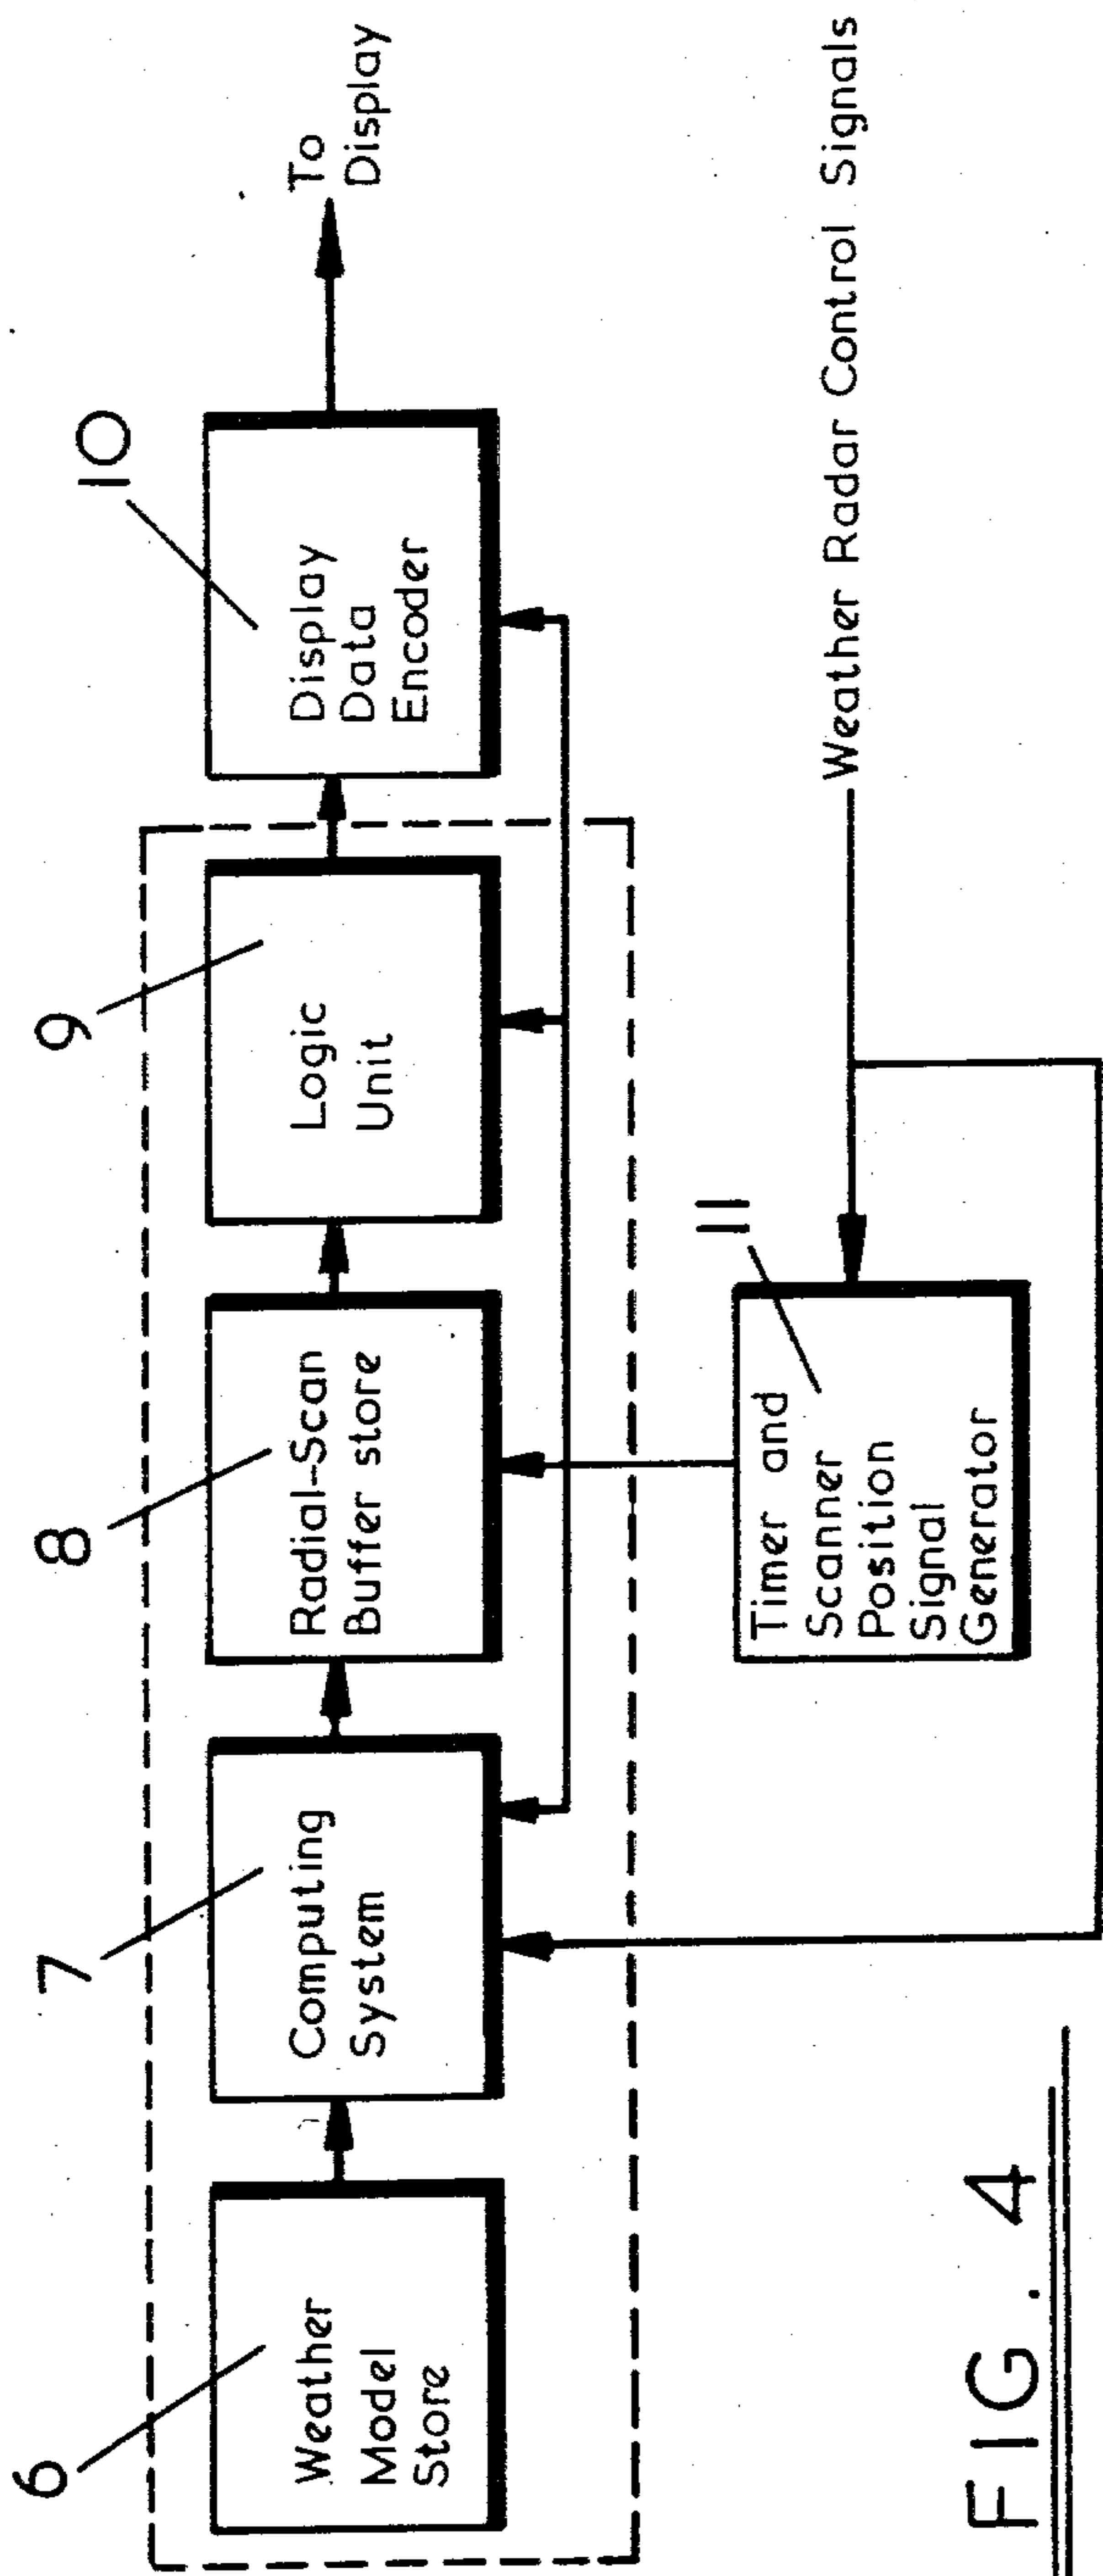 6
Weather
Model
Store
7
Computing
System
8
Radial-Scan
Buffer store
9
Logic
Unit
10
Display
Data
Encoder
To
Display
11
Timer and
Scanner
Position
Signal
Generator
Weather Radar Control Signals
FIG. 4